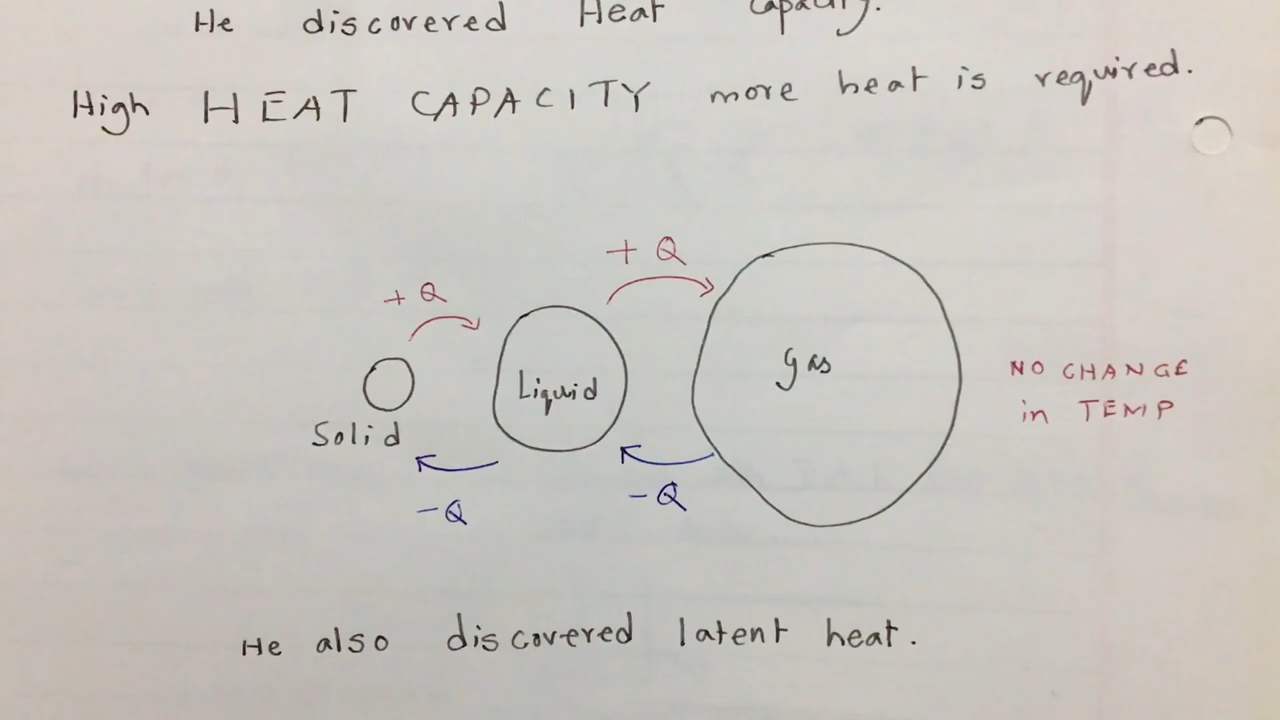 He discovered Heat capacity.
High HEAT CAPACITY more heat is required.
+ Q
+ Q
Solid
Liquid
gas
NO CHANGE
in TEMP
- Q
- Q
He also discovered latent heat.